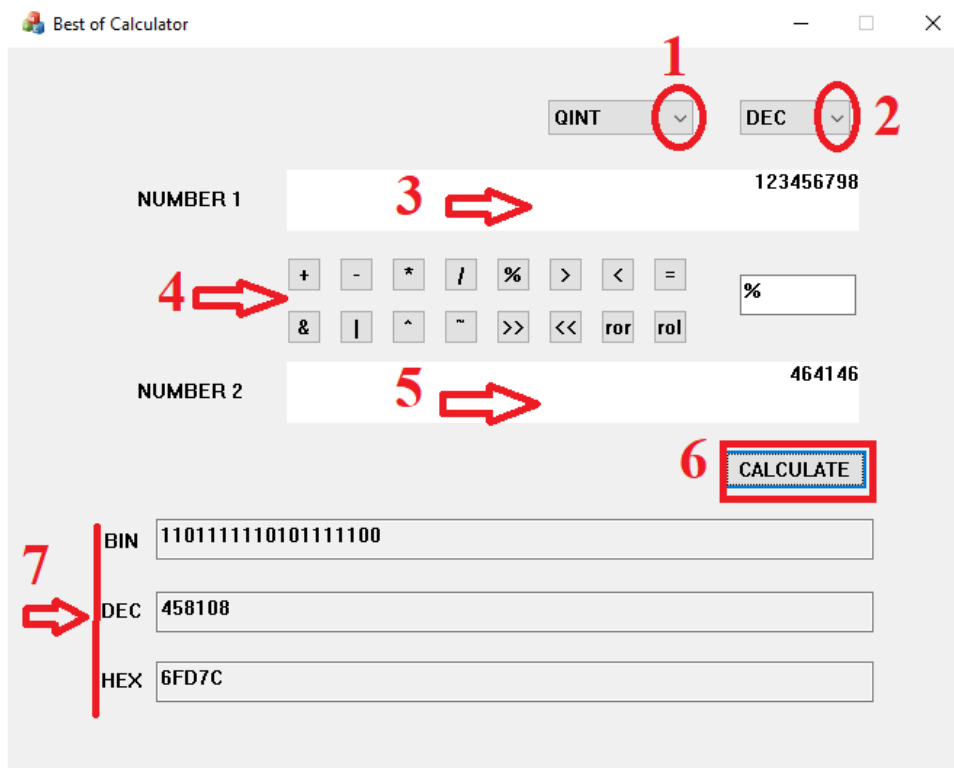 Best of Calculator
1
QINT DEC 2
NUMBER 1 3 123456798
4 + - * / % > < = %
& | ^ ~ >> << ror rol
NUMBER 2 5 464146
6 CALCULATE
7 BIN 1101111110101111100
DEC 458108
HEX 6FD7C